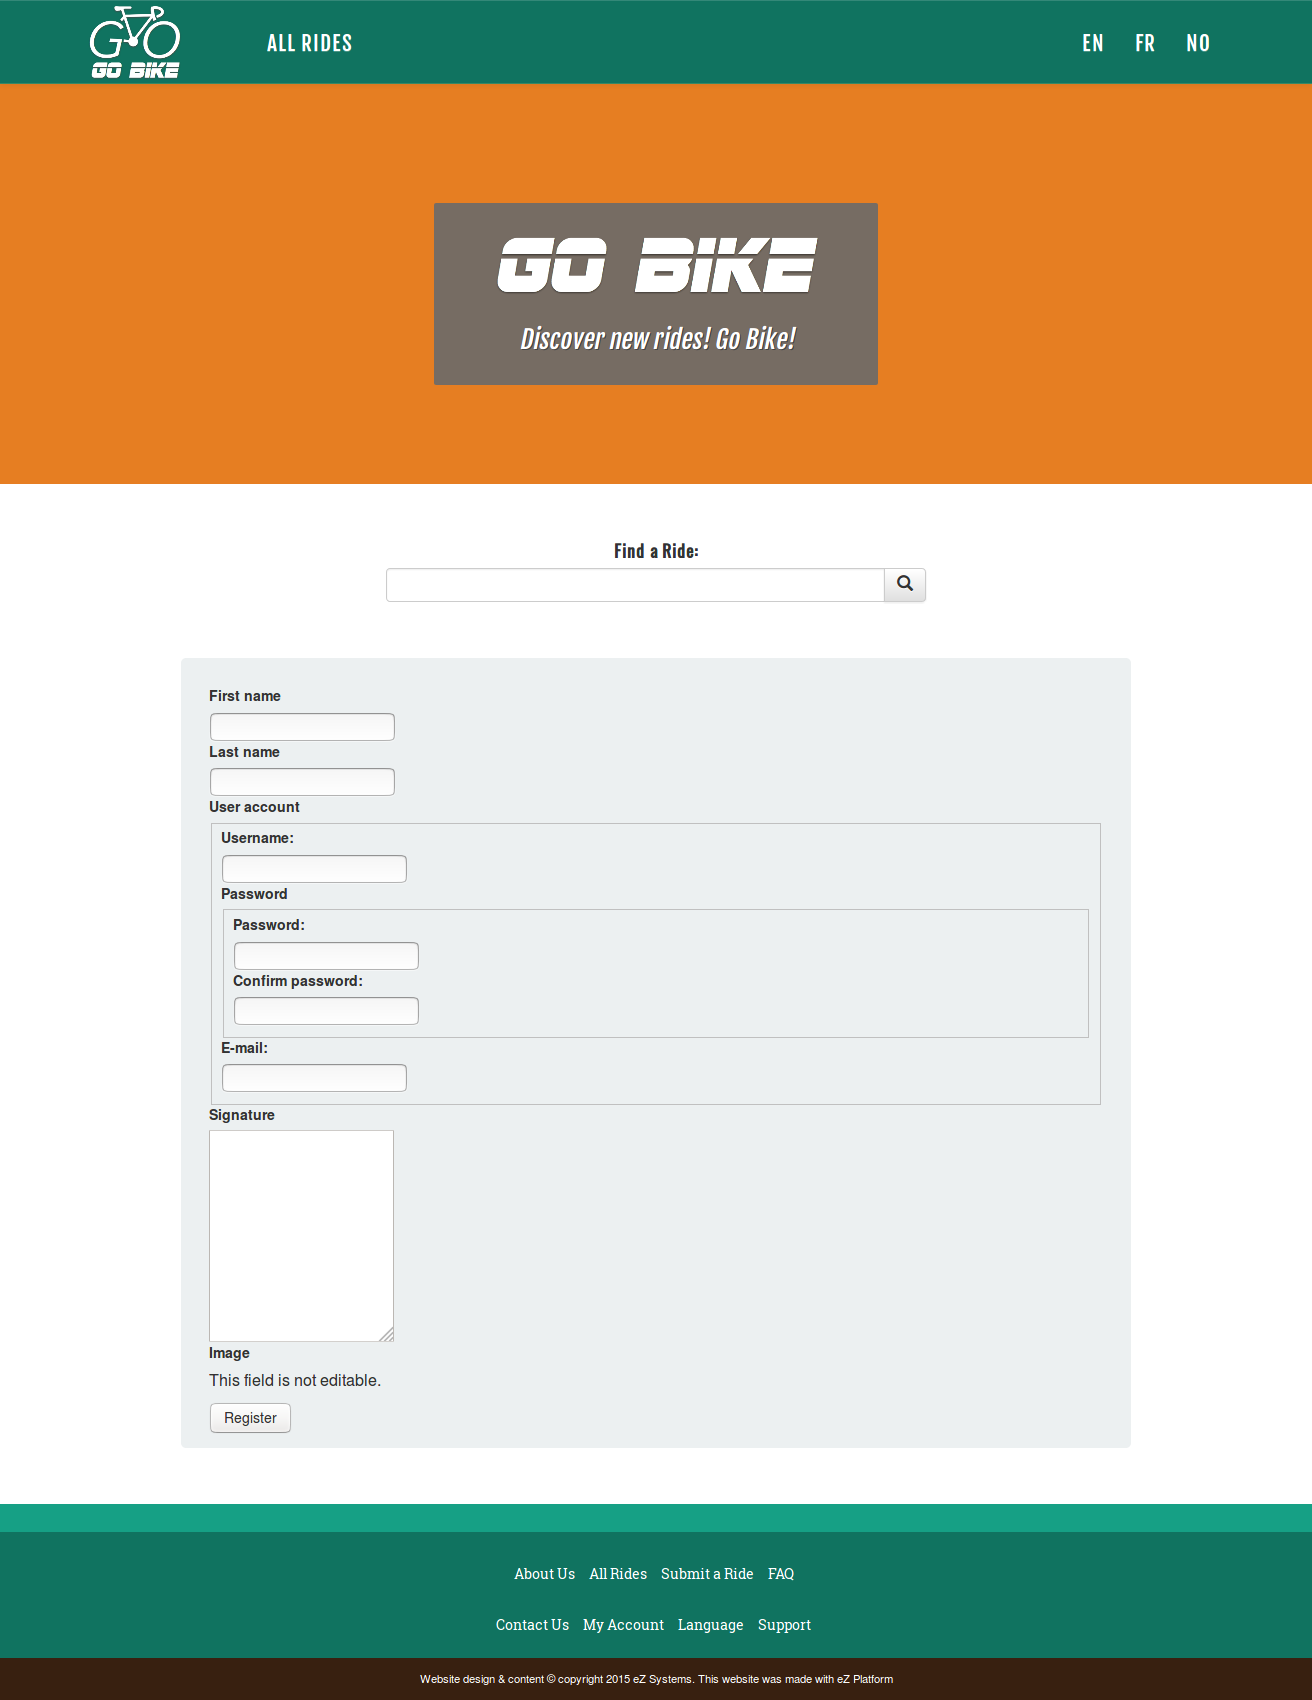 GO BIKE
ALL RIDES
EN FR NO
GO BIKE
Discover new rides! Go Bike!
Find a Ride:
First name
Last name
User account
Username:
Password
Password:
Confirm password:
E-mail:
Signature
Image
This field is not editable.
Register
About Us All Rides Submit a Ride FAQ
Contact Us My Account Language Support
Website design & content © copyright 2015 eZ Systems. This website was made with eZ Platform